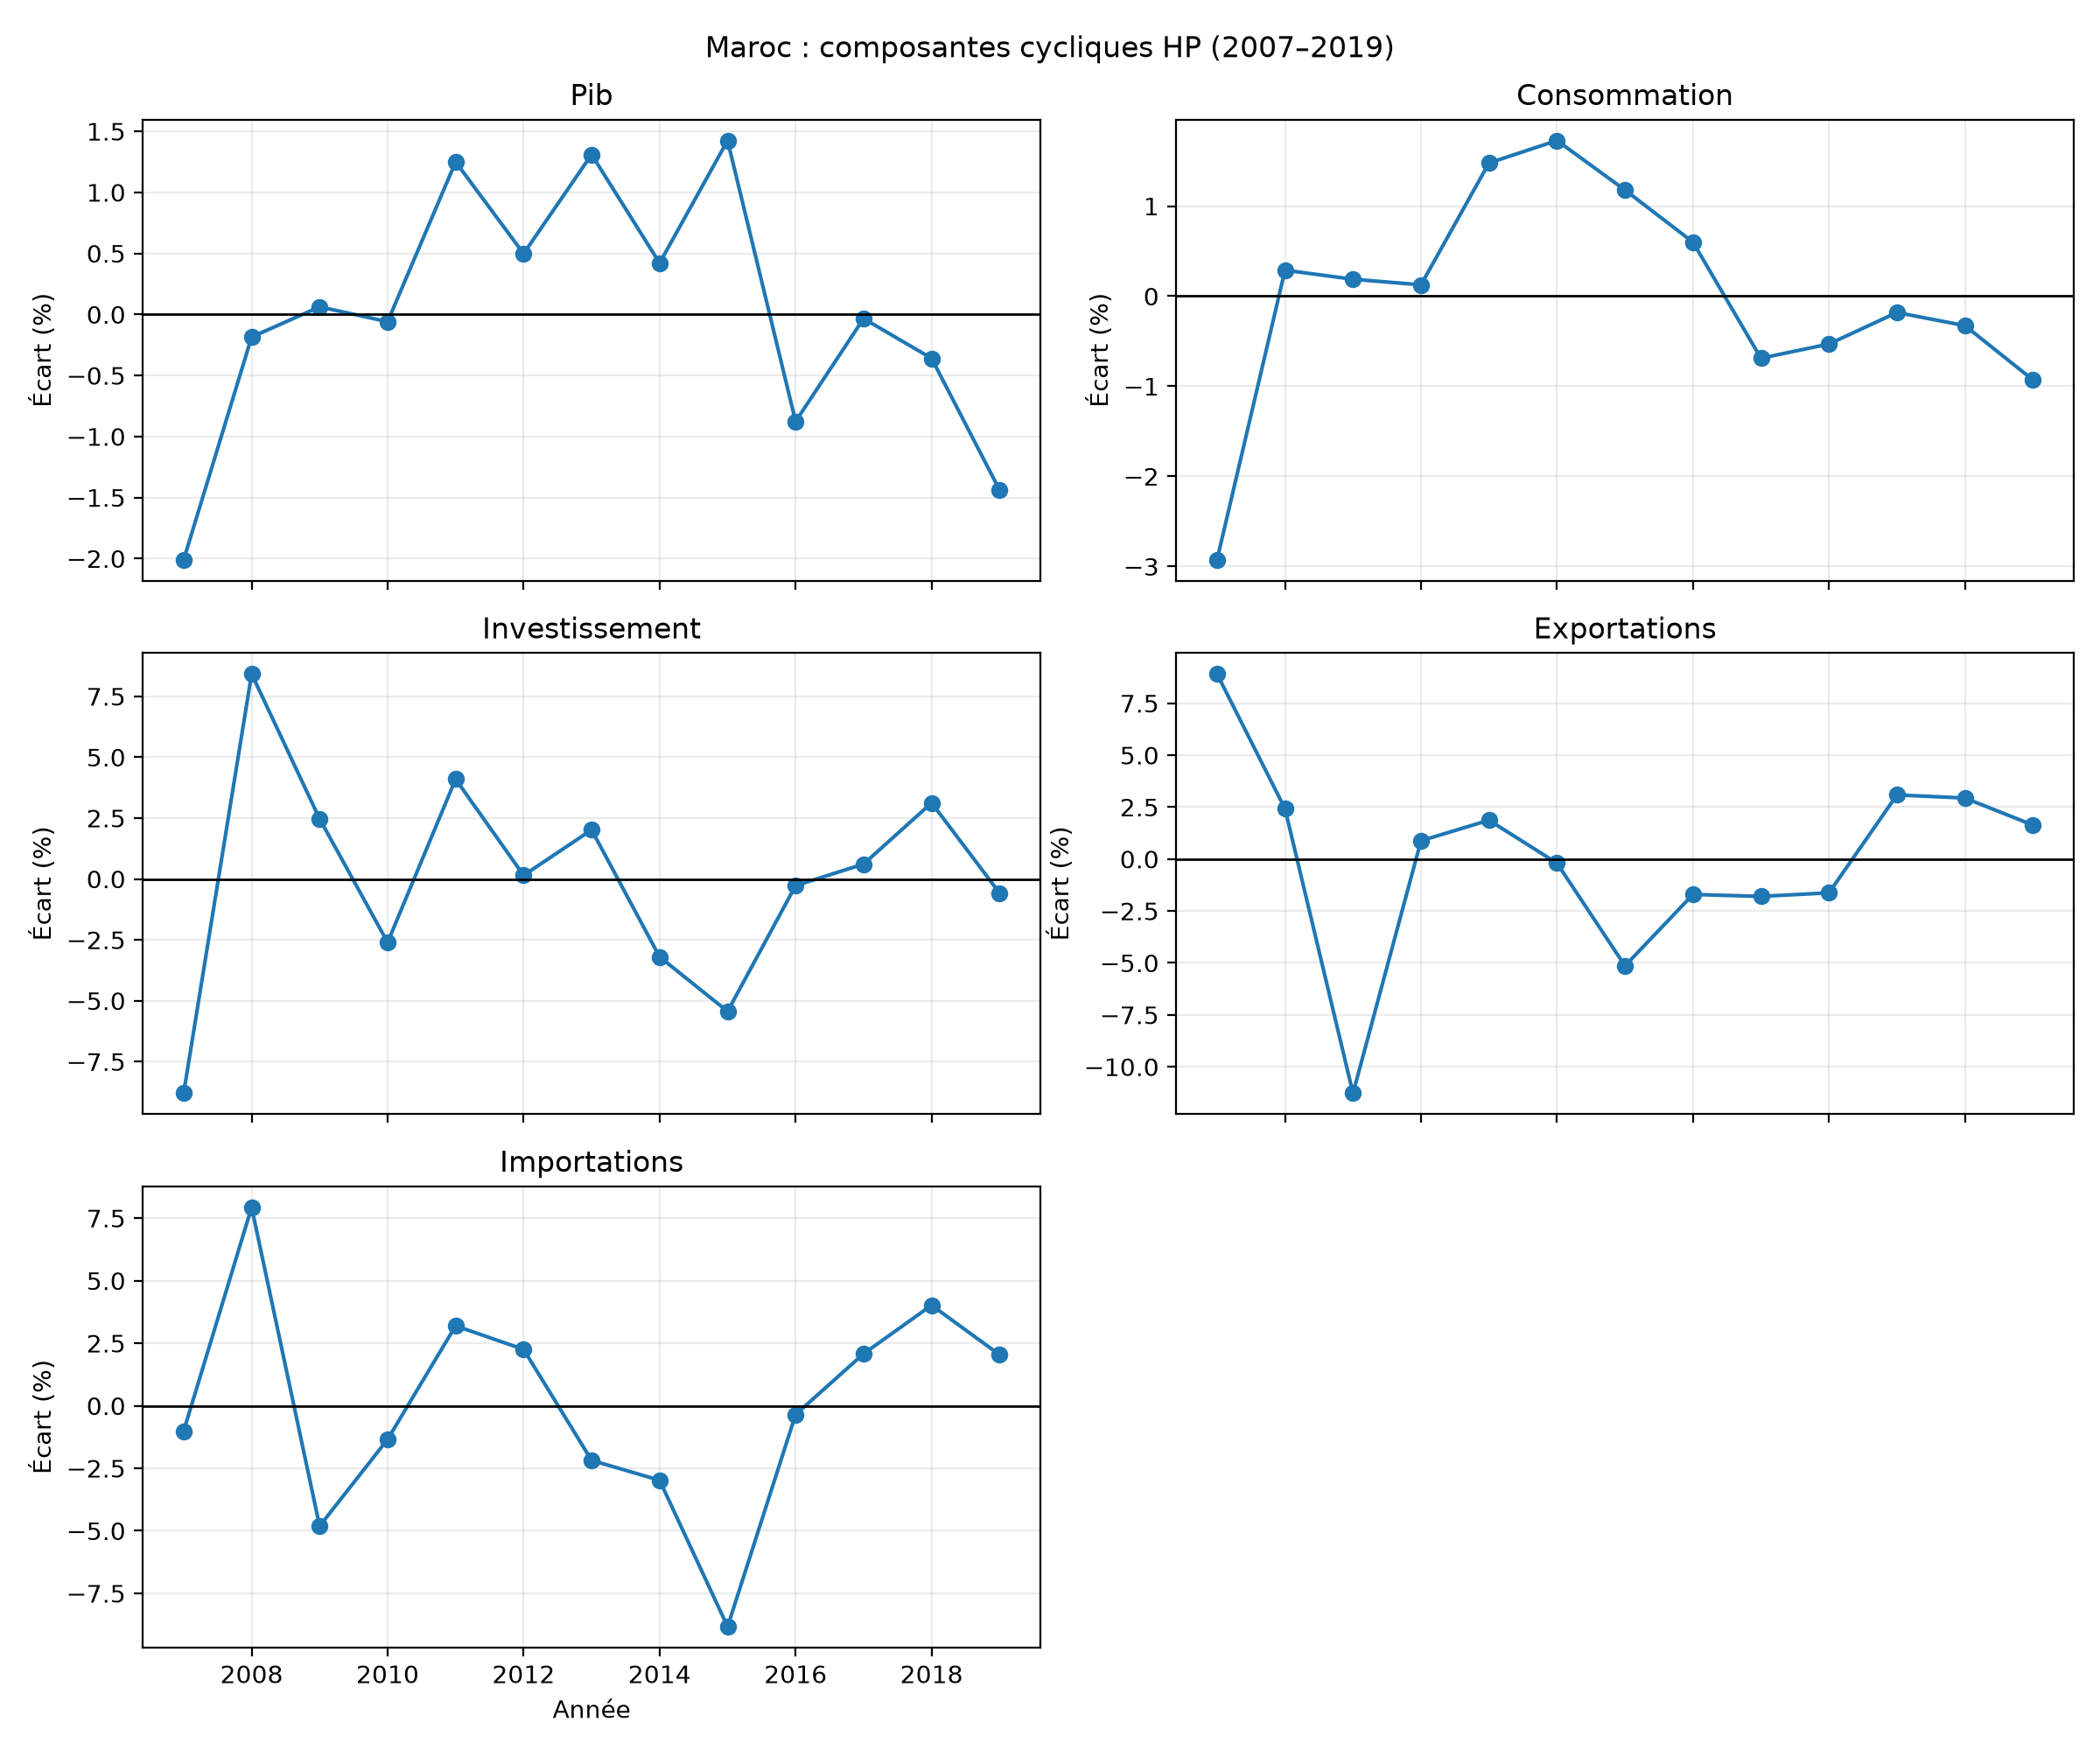 Maroc : composantes cycliques HP (2007–2019)
Pib
Écart (%)
1.5
1.0
0.5
0.0
−0.5
−1.0
−1.5
−2.0
Consommation
Écart (%)
1
0
−1
−2
−3
Investissement
Écart (%)
7.5
5.0
2.5
0.0
−2.5
−5.0
−7.5
Exportations
Écart (%)
7.5
5.0
2.5
0.0
−2.5
−5.0
−7.5
−10.0
Importations
Écart (%)
7.5
5.0
2.5
0.0
−2.5
−5.0
−7.5
2008 2010 2012 2014 2016 2018
Année